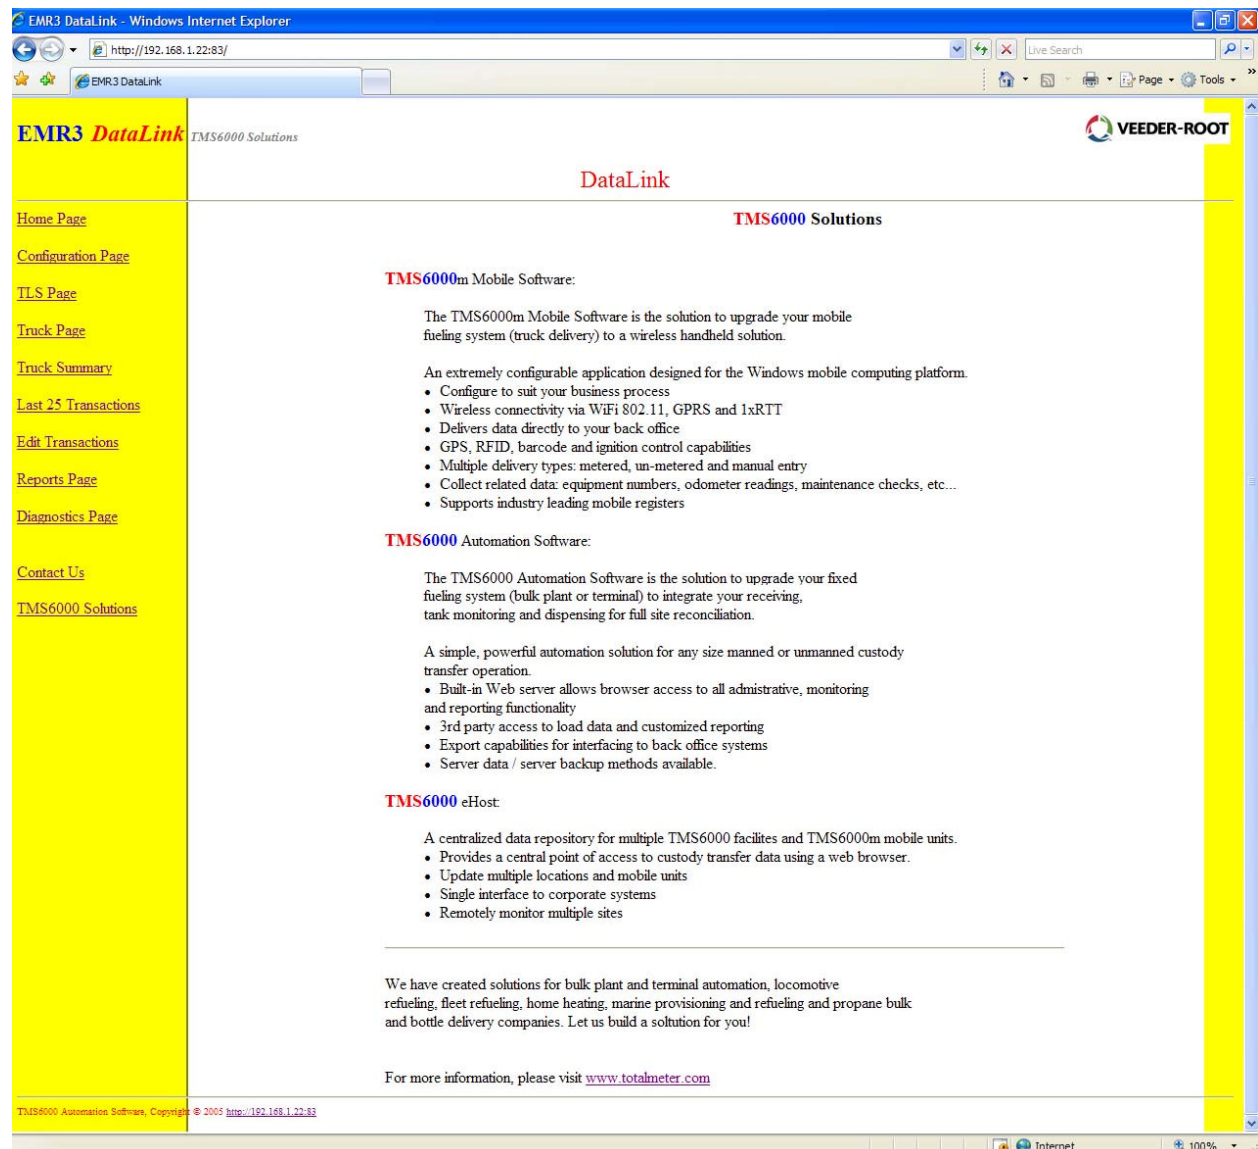 EMR3 DataLink - Windows Internet Explorer
http://192.168.1.22:83/
Live Search
EMR3 DataLink
Page
Tools
EMR3 DataLink TMS6000 Solutions
VEEDER-ROOT
DataLink
Home Page
Configuration Page
TLS Page
Truck Page
Truck Summary
Last 25 Transactions
Edit Transactions
Reports Page
Diagnostics Page
Contact Us
TMS6000 Solutions
TMS6000 Solutions
TMS6000m Mobile Software:
The TMS6000m Mobile Software is the solution to upgrade your mobile
fueling system (truck delivery) to a wireless handheld solution.
An extremely configurable application designed for the Windows mobile computing platform.
• Configure to suit your business process
• Wireless connectivity via WiFi 802.11, GPRS and 1xRTT
• Delivers data directly to your back office
• GPS, RFID, barcode and ignition control capabilities
• Multiple delivery types: metered, un-metered and manual entry
• Collect related data: equipment numbers, odometer readings, maintenance checks, etc...
• Supports industry leading mobile registers
TMS6000 Automation Software:
The TMS6000 Automation Software is the solution to upgrade your fixed
fueling system (bulk plant or terminal) to integrate your receiving,
tank monitoring and dispensing for full site reconciliation.
A simple, powerful automation solution for any size manned or unmanned custody
transfer operation.
• Built-in Web server allows browser access to all admistrative, monitoring
and reporting functionality
• 3rd party access to load data and customized reporting
• Export capabilities for interfacing to back office systems
• Server data / server backup methods available.
TMS6000 eHost:
A centralized data repository for multiple TMS6000 facilites and TMS6000m mobile units.
• Provides a central point of access to custody transfer data using a web browser.
• Update multiple locations and mobile units
• Single interface to corporate systems
• Remotely monitor multiple sites
We have created solutions for bulk plant and terminal automation, locomotive
refueling, fleet refueling, home heating, marine provisioning and refueling and propane bulk
and bottle delivery companies. Let us build a soltution for you!
For more information, please visit www.totalmeter.com
TMS6000 Automation Software, Copyright © 2005 http://192.168.1.22:83
Internet
100%